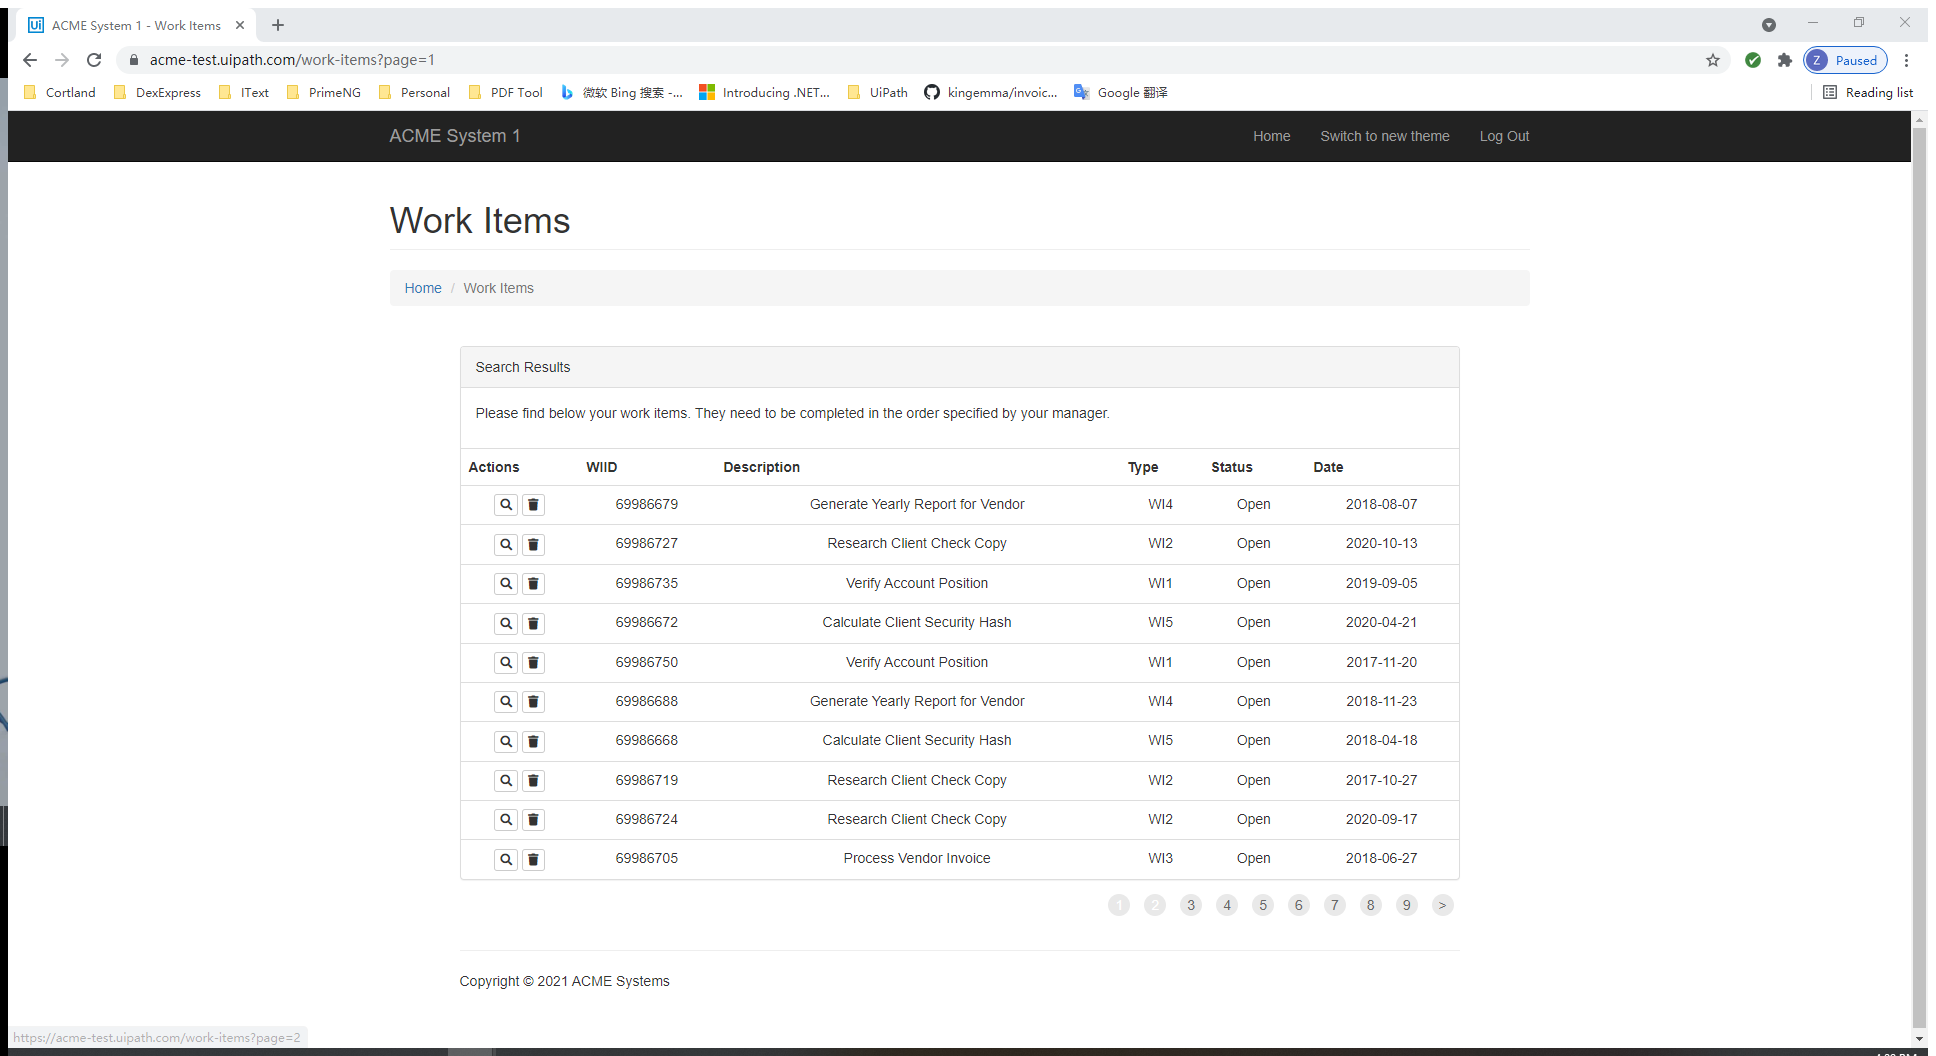 ACME System 1 - Work Items
acme-test.uipath.com/work-items?page=1
Z Paused
Cortland DexExpress IText PrimeNG Personal PDF Tool 微软 Bing 搜索 -... Introducing .NET... UiPath kingemma/invoic... Google 翻译 Reading list
ACME System 1 Home Switch to new theme Log Out
Work Items
Home / Work Items
Search Results
Please find below your work items. They need to be completed in the order specified by your manager.
Actions WIID Description Type Status Date
69986679 Generate Yearly Report for Vendor WI4 Open 2018-08-07
69986727 Research Client Check Copy WI2 Open 2020-10-13
69986735 Verify Account Position WI1 Open 2019-09-05
69986672 Calculate Client Security Hash WI5 Open 2020-04-21
69986750 Verify Account Position WI1 Open 2017-11-20
69986688 Generate Yearly Report for Vendor WI4 Open 2018-11-23
69986668 Calculate Client Security Hash WI5 Open 2018-04-18
69986719 Research Client Check Copy WI2 Open 2017-10-27
69986724 Research Client Check Copy WI2 Open 2020-09-17
69986705 Process Vendor Invoice WI3 Open 2018-06-27
1 2 3 4 5 6 7 8 9 >
Copyright © 2021 ACME Systems
https://acme-test.uipath.com/work-items?page=2